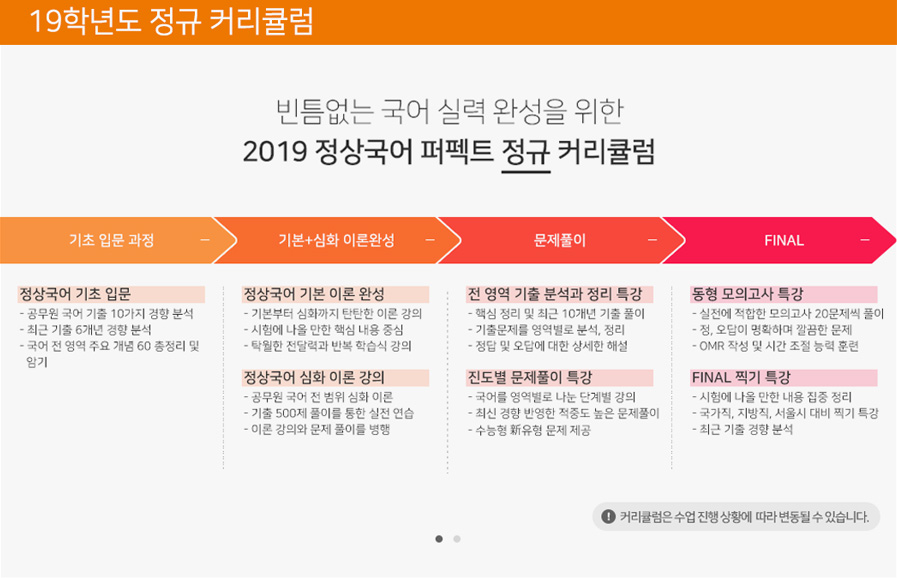 19학년도 정규 커리큘럼
빈틈없는 국어 실력 완성을 위한
2019 정상국어 퍼펙트 정규 커리큘럼
기초 입문 과정 –
기본+심화 이론완성 –
문제풀이 –
FINAL –
정상국어 기초 입문
- 공무원 국어 기출 10가지 경향 분석
- 최근 기출 6개년 경향 분석
- 국어 전 영역 주요 개념 60 총정리 및
암기
정상국어 기본 이론 완성
- 기본부터 심화까지 탄탄한 이론 강의
- 시험에 나올 만한 핵심 내용 중심
- 탁월한 전달력과 반복 학습식 강의
정상국어 심화 이론 강의
- 공무원 국어 전 범위 심화 이론
- 기출 500제 풀이를 통한 실전 연습
- 이론 강의와 문제 풀이를 병행
전 영역 기출 분석과 정리 특강
- 핵심 정리 및 최근 10개년 기출 풀이
- 기출문제를 영역별로 분석, 정리
- 정답 및 오답에 대한 상세한 해설
진도별 문제풀이 특강
- 국어를 영역별로 나눈 단계별 강의
- 최신 경향 반영한 적중도 높은 문제풀이
- 수능형 新유형 문제 제공
동형 모의고사 특강
- 실전에 적합한 모의고사 20문제씩 풀이
- 정, 오답이 명확하며 깔끔한 문제
- OMR 작성 및 시간 조절 능력 훈련
FINAL 찍기 특강
- 시험에 나올 만한 내용 집중 정리
- 국가직, 지방직, 서울시 대비 찍기 특강
- 최근 기출 경향 분석
! 커리큘럼은 수업 진행 상황에 따라 변동될 수 있습니다.